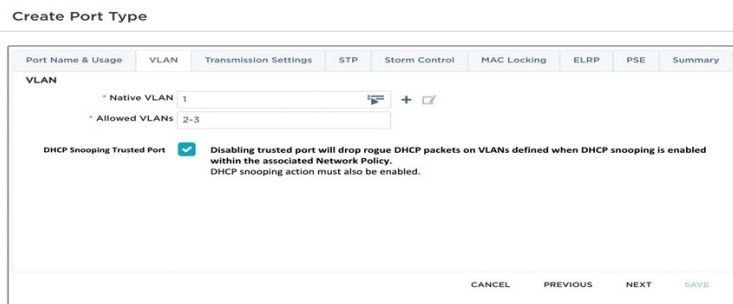 Create Port Type
Port Name & Usage VLAN Transmission Settings STP Storm Control MAC Locking ELRP PSE Summary
VLAN
* Native VLAN 1
* Allowed VLANs 2-3
DHCP Snooping Trusted Port Disabling trusted port will drop rogue DHCP packets on VLANs defined when DHCP snooping is enabled
within the associated Network Policy.
DHCP snooping action must also be enabled.
CANCEL PREVIOUS NEXT SAVE